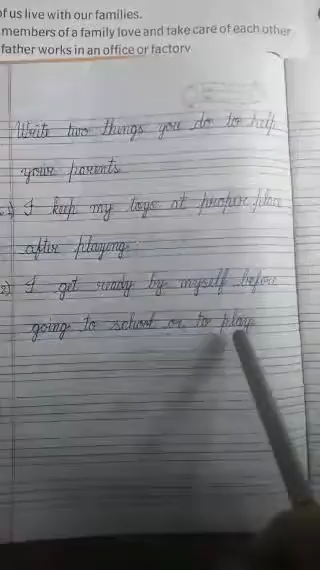 of us live with our families.
members of a family love and take care of each other
father works in an office or factory
Write two things you do to help
your parents
1) I keep my toys at proper place
after playing
2) I get ready by myself before
going to school or to play